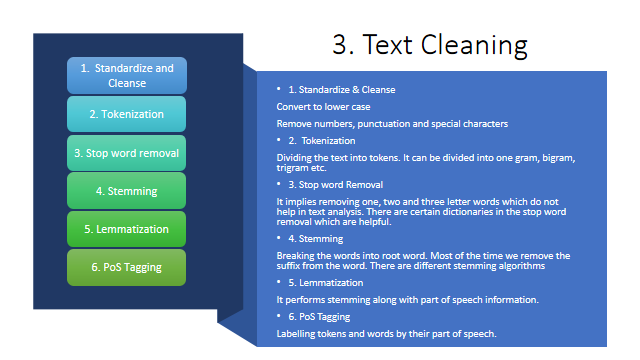 3. Text Cleaning
1. Standardize and
Cleanse
2. Tokenization
3. Stop word removal
4. Stemming
5. Lemmatization
6. PoS Tagging
• 1. Standardize & Cleanse
Convert to lower case
Remove numbers, punctuation and special characters
• 2. Tokenization
Dividing the text into tokens. It can be divided into one gram, bigram,
trigram etc.
• 3. Stop word Removal
It implies removing one, two and three letter words which do not
help in text analysis. There are certain dictionaries in the stop word
removal which are helpful.
• 4. Stemming
Breaking the words into root word. Most of the time we remove the
suffix from the word. There are different stemming algorithms
• 5. Lemmatization
It performs stemming along with part of speech information.
• 6. PoS Tagging
Labelling tokens and words by their part of speech.